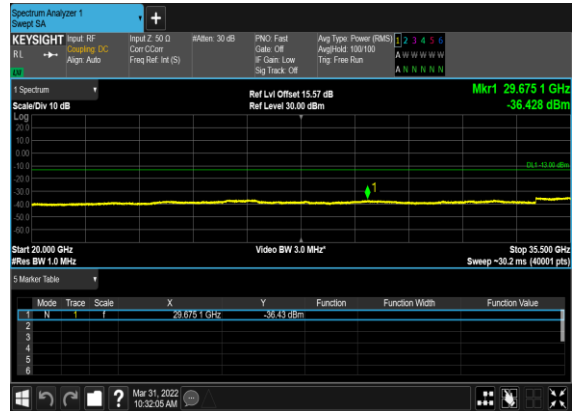 Spectrum Analyzer 1
Swept SA
+
KEYSIGHT Input: RF Input Z: 50 Ω #Atten: 30 dB PNO: Fast Avg Type: Power (RMS) 1 2 3 4 5 6
RL Coupling: DC Corr CCorr Gate: Off Avg|Hold: 100/100 A W W W W W
Align: Auto Freq Ref: Int (S) IF Gain: Low Trig: Free Run
Sig Track: Off A N N N N N
1 Spectrum
Ref Lvl Offset 15.57 dB Mkr1 29.675 1 GHz
Scale/Div 10 dB Ref Level 30.00 dBm -36.428 dBm
Log
20.0
10.0
0.00
-10.0 DL1 -13.00 dBm
-20.0
-30.0 1
-40.0
-50.0
-60.0
Start 20.000 GHz Video BW 3.0 MHz* Stop 35.500 GHz
#Res BW 1.0 MHz Sweep ~30.2 ms (40001 pts)
5 Marker Table
Mode Trace Scale X Y Function Function Width Function Value
1 N 1 f 29.675 1 GHz -36.43 dBm
2
3
4
5
6
? Mar 31, 2022
10:32:05 AM